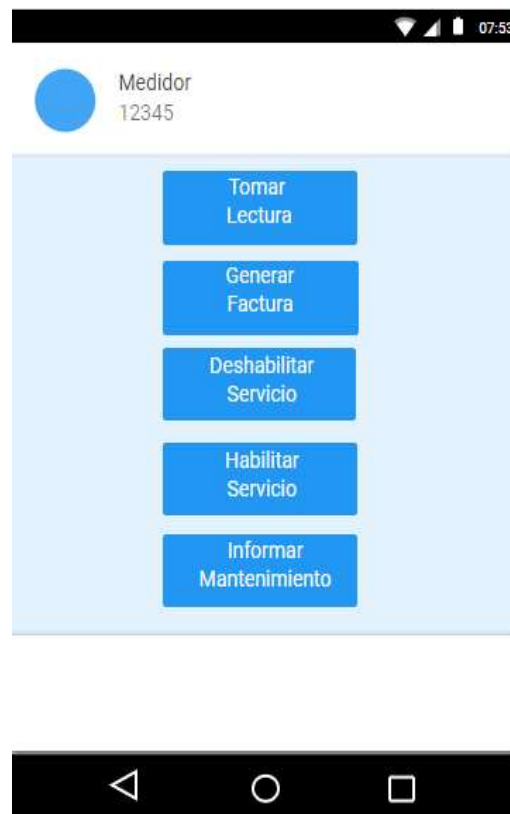 07:53
Medidor
12345
Tomar
Lectura
Generar
Factura
Deshabilitar
Servicio
Habilitar
Servicio
Informar
Mantenimiento